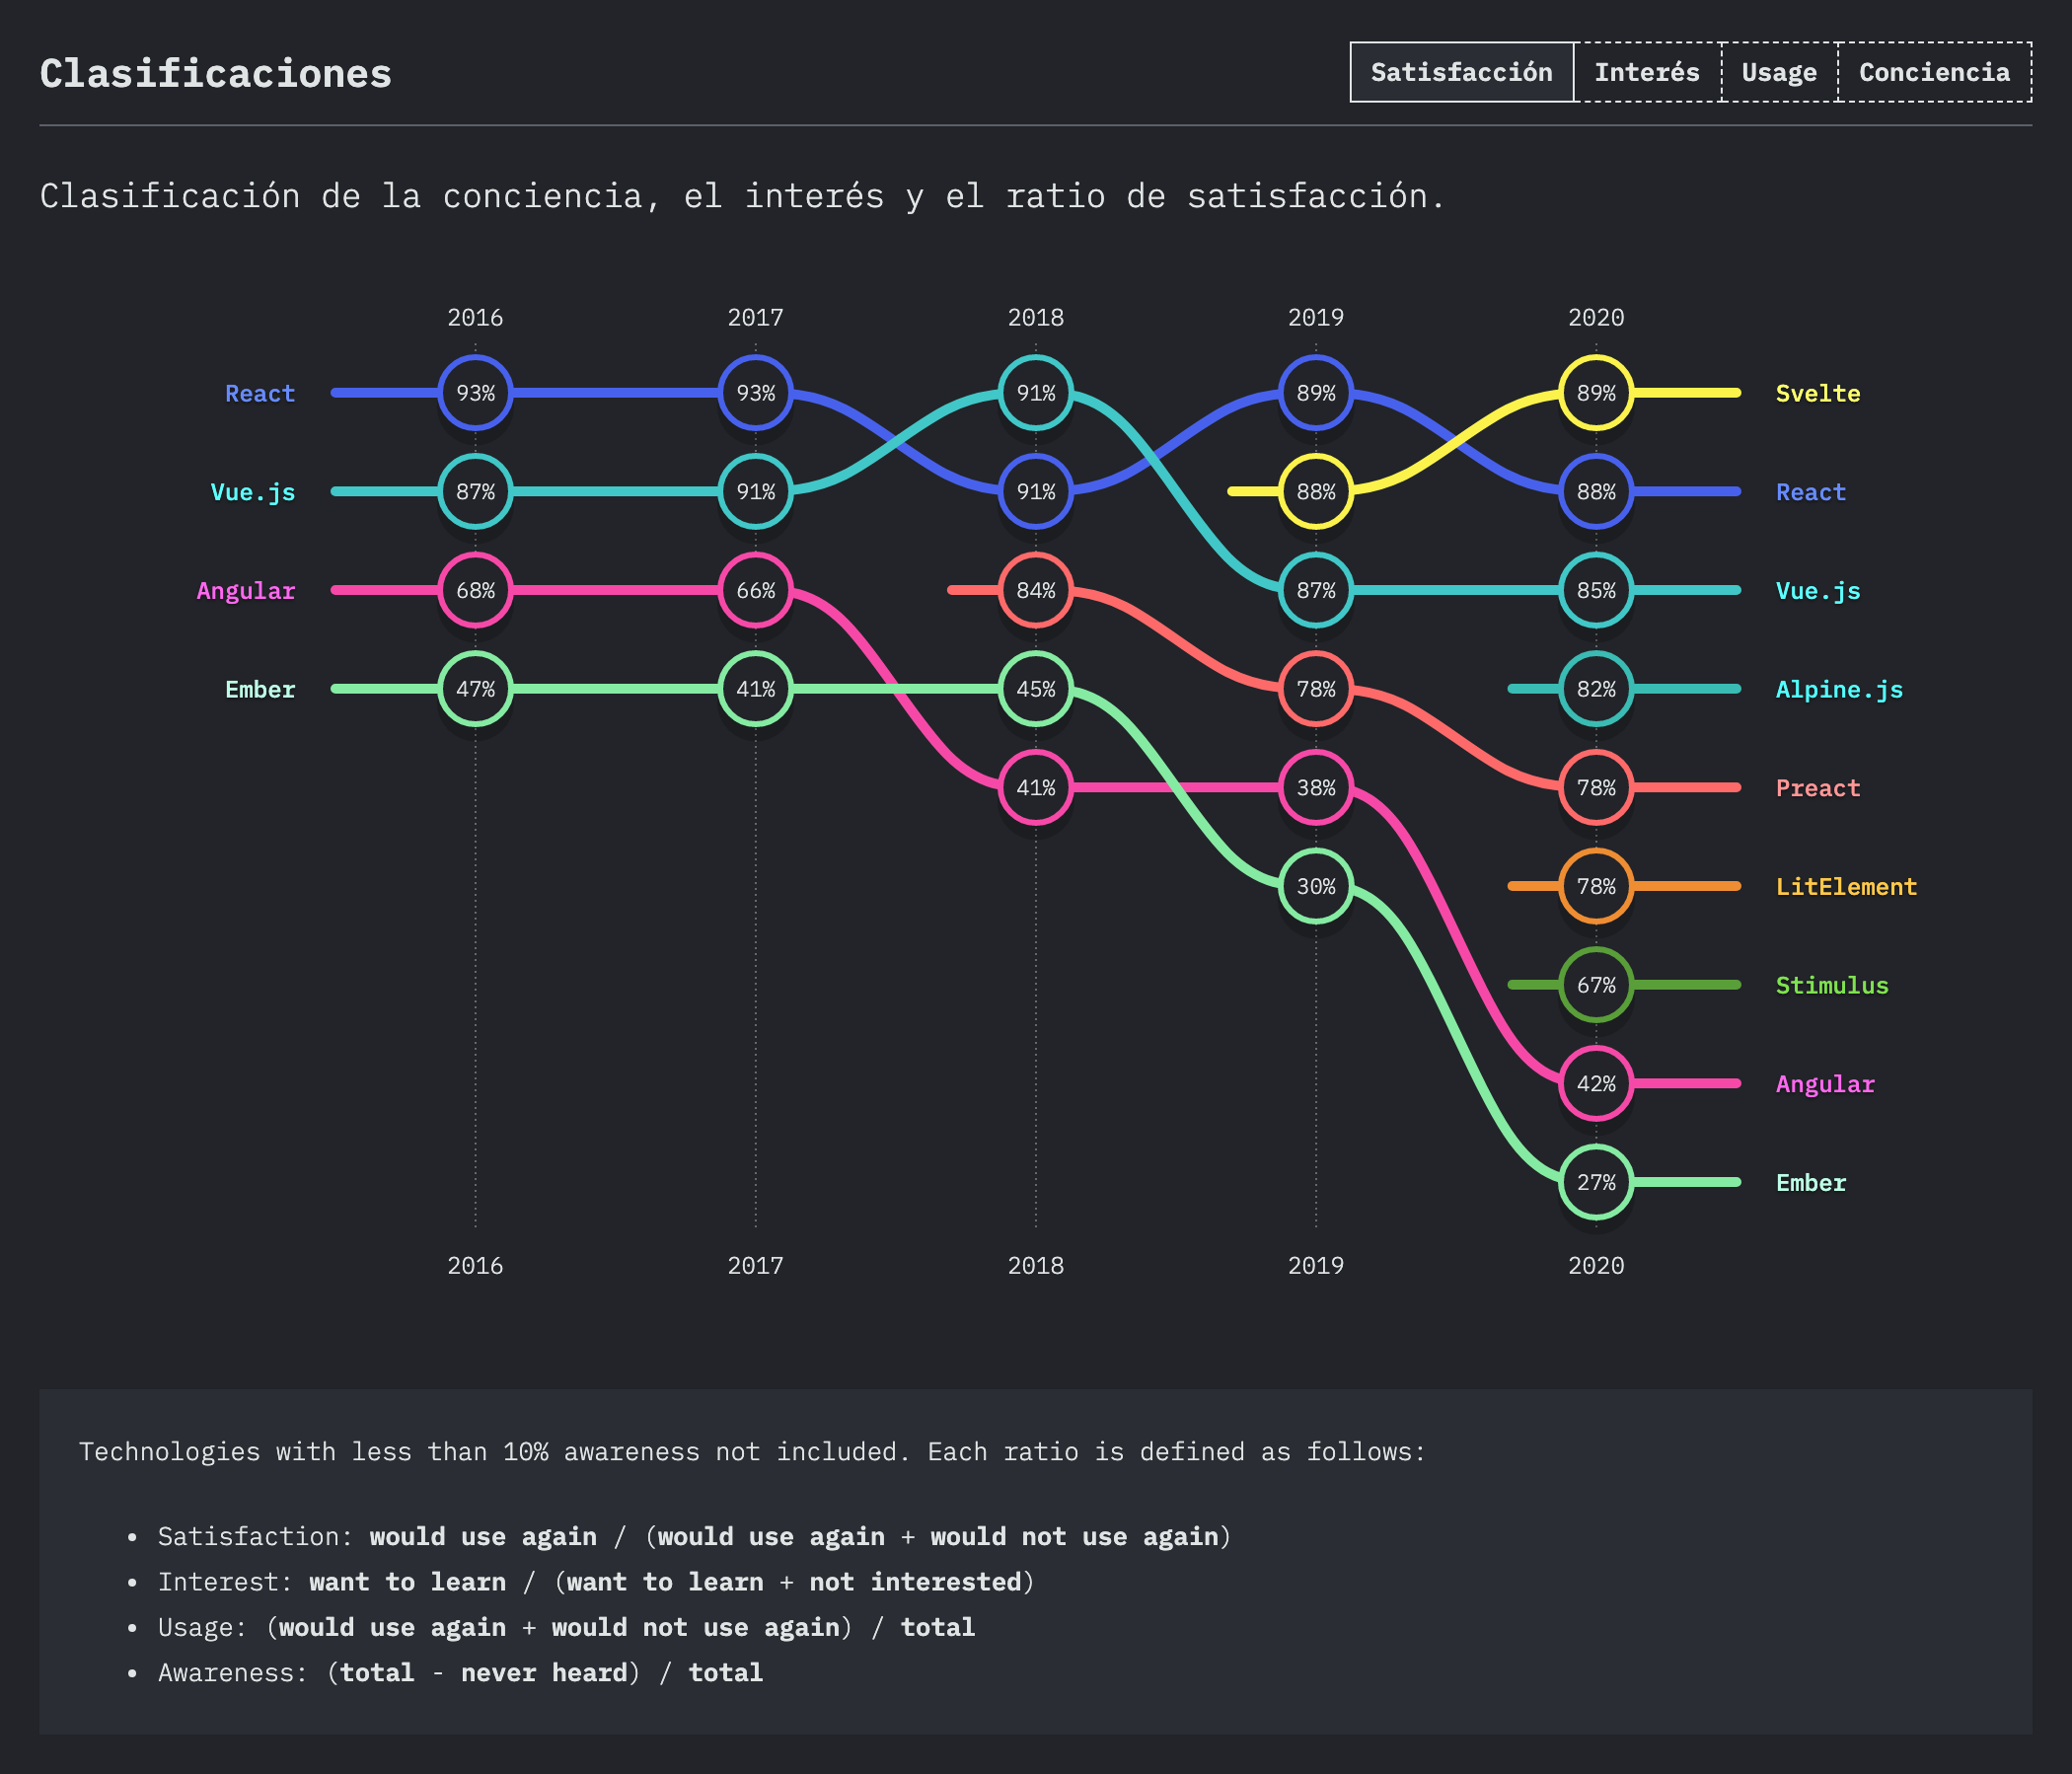 Clasificaciones
Satisfacción Interés Usage Conciencia
Clasificación de la conciencia, el interés y el ratio de satisfacción.
2016 2017 2018 2019 2020
React 93% 93% 91% 89% 89% Svelte
Vue.js 87% 91% 91% 88% 88% React
Angular 68% 66% 84% 87% 85% Vue.js
Ember 47% 41% 45% 78% 82% Alpine.js
41% 38% 78% Preact
30% 78% LitElement
67% Stimulus
42% Angular
27% Ember
2016 2017 2018 2019 2020
Technologies with less than 10% awareness not included. Each ratio is defined as follows:
• Satisfaction: would use again / (would use again + would not use again)
• Interest: want to learn / (want to learn + not interested)
• Usage: (would use again + would not use again) / total
• Awareness: (total - never heard) / total